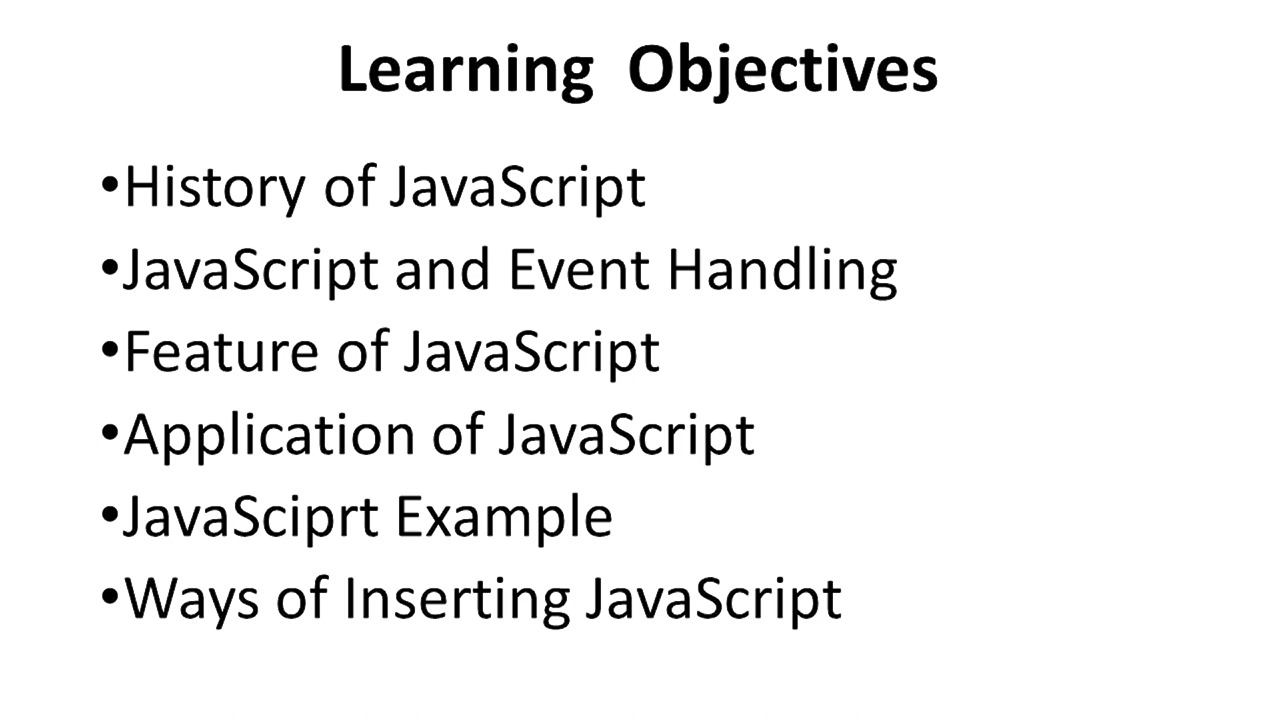 Learning Objectives
•History of JavaScript
•JavaScript and Event Handling
•Feature of JavaScript
•Application of JavaScript
•JavaSciprt Example
•Ways of Inserting JavaScript